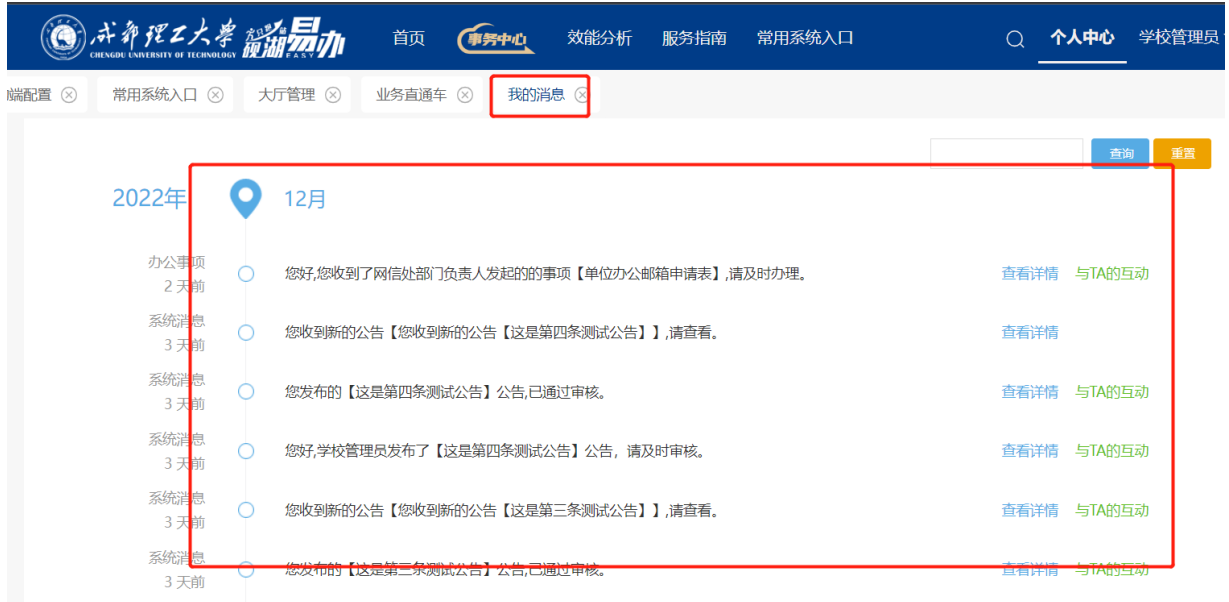 成都理工大学 智慧砚湖易办 首页 事务中心 效能分析 服务指南 常用系统入口 个人中心 学校管理员
CHENGDU UNIVERSITY OF TECHNOLOGY EASY
端配置 常用系统入口 大厅管理 业务直通车 我的消息
查询 重置
2022年 12月
办公事项
2 天前
您好,您收到了网信处部门负责人发起的的事项【单位办公邮箱申请表】,请及时办理。 查看详情 与TA的互动
系统消息
3 天前
您收到新的公告【您收到新的公告【这是第四条测试公告】】,请查看。 查看详情
系统消息
3 天前
您发布的【这是第四条测试公告】公告,已通过审核。 查看详情 与TA的互动
系统消息
3 天前
您好,学校管理员发布了【这是第四条测试公告】公告，请及时审核。 查看详情 与TA的互动
系统消息
3 天前
您收到新的公告【您收到新的公告【这是第三条测试公告】】,请查看。 查看详情 与TA的互动
系统消息
3 天前
您发布的【这是第三条测试公告】公告,已通过审核。 查看详情 与TA的互动